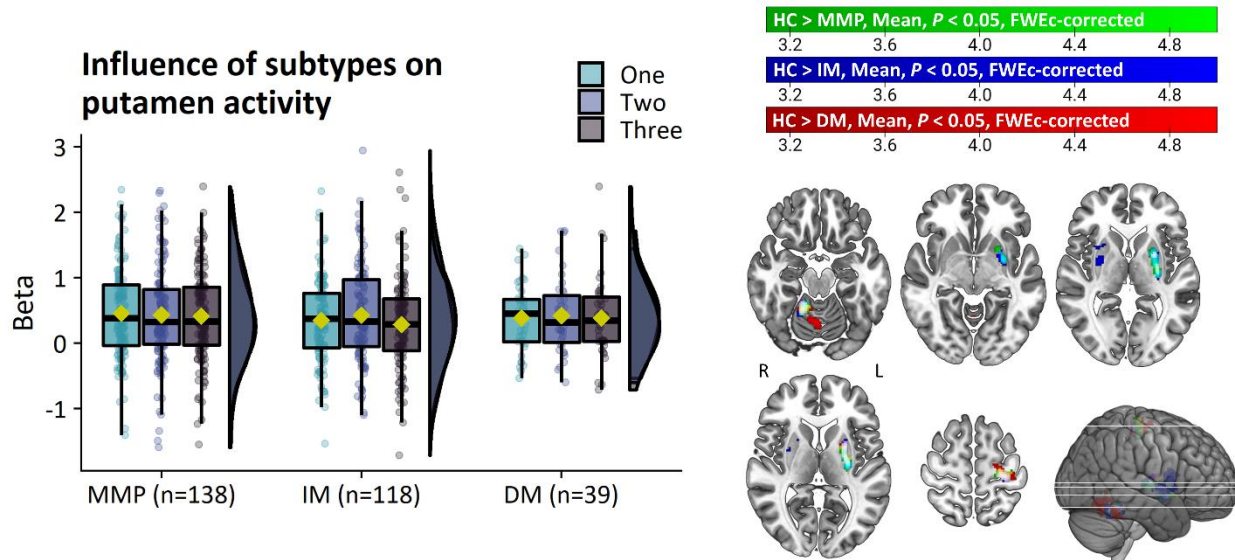 Influence of subtypes on
putamen activity
One
Two
Three
Beta
3
2
1
0
-1
MMP (n=138)
IM (n=118)
DM (n=39)
HC > MMP, Mean, P < 0.05, FWEc-corrected
3.2 3.6 4.0 4.4 4.8
HC > IM, Mean, P < 0.05, FWEc-corrected
3.2 3.6 4.0 4.4 4.8
HC > DM, Mean, P < 0.05, FWEc-corrected
3.2 3.6 4.0 4.4 4.8
R L